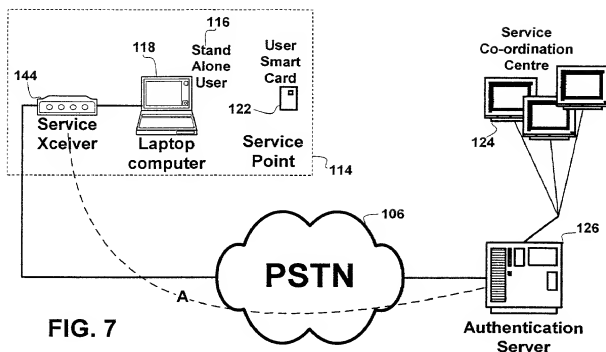 116
118
Stand
Alone
User
User
Smart
Card
144
122
Service
Xceiver
Laptop
computer
Service
Point
114
Service
Co-ordination
Centre
124
106
126
PSTN
A
FIG. 7
Authentication
Server